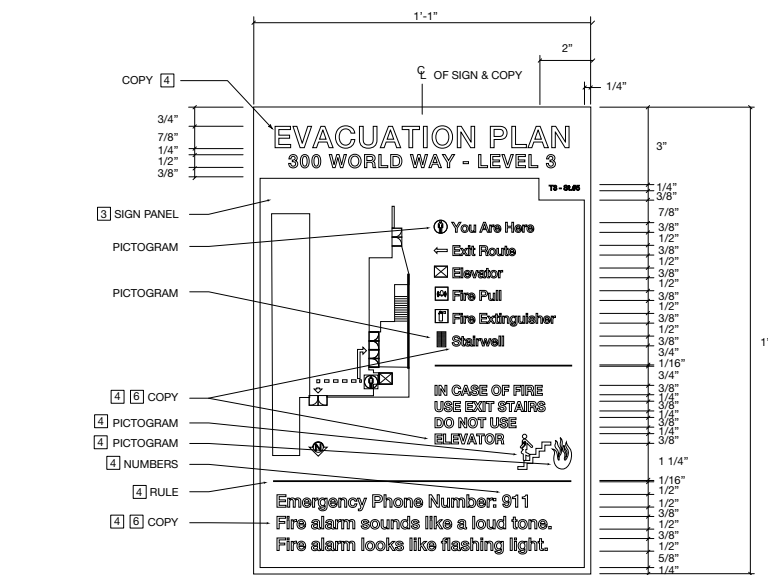 1'-1"
2"
COPY 4
℄ OF SIGN & COPY
1/4"
3/4"
7/8"
1/4"
1/2"
3/8"
EVACUATION PLAN
300 WORLD WAY - LEVEL 3
T3 - St.65
3 SIGN PANEL
PICTOGRAM
PICTOGRAM
4 6 COPY
4 PICTOGRAM
4 PICTOGRAM
4 NUMBERS
4 RULE
4 6 COPY
You Are Here
Exit Route
Elevator
Fire Pull
Fire Extinguisher
Stairwell
IN CASE OF FIRE
USE EXIT STAIRS
DO NOT USE
ELEVATOR
N
Emergency Phone Number: 911
Fire alarm sounds like a loud tone.
Fire alarm looks like flashing light.
3"
1/4"
3/8"
7/8"
3/8"
1/2"
3/8"
1/2"
3/8"
1/2"
3/8"
1/2"
3/8"
1/2"
3/8"
3/4"
1/16"
3/4"
3/8"
1/4"
3/8"
1/4"
3/8"
1/4"
3/8"
1 1/4"
1/16"
1/2"
1/2"
3/8"
1/2"
3/8"
1/2"
5/8"
1/4"
1'